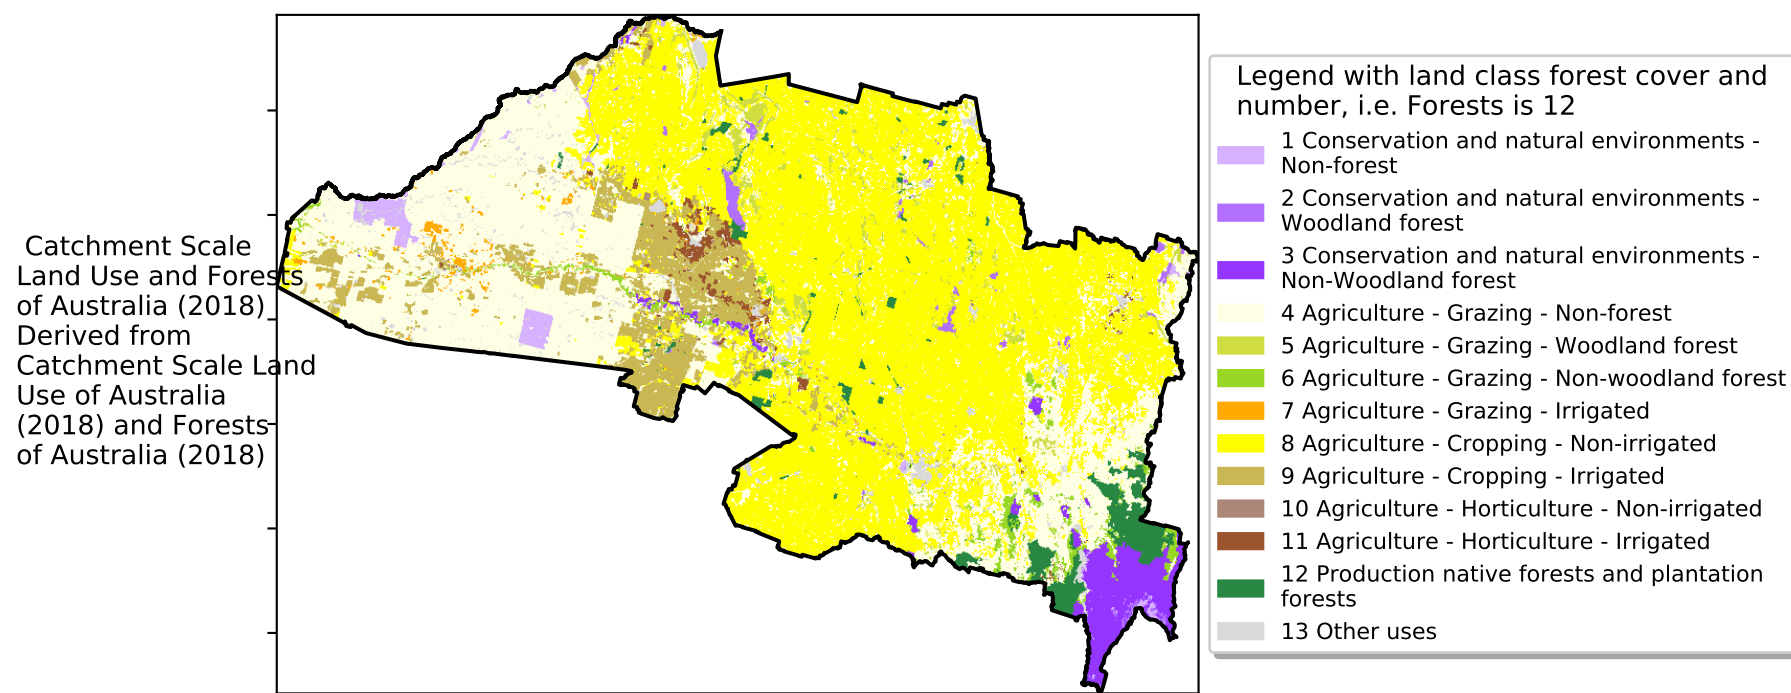 Catchment Scale
Land Use and Forests
of Australia (2018)
Derived from
Catchment Scale Land
Use of Australia
(2018) and Forests
of Australia (2018)
Legend with land class forest cover and
number, i.e. Forests is 12
1 Conservation and natural environments -
Non-forest
2 Conservation and natural environments -
Woodland forest
3 Conservation and natural environments -
Non-Woodland forest
4 Agriculture - Grazing - Non-forest
5 Agriculture - Grazing - Woodland forest
6 Agriculture - Grazing - Non-woodland forest
7 Agriculture - Grazing - Irrigated
8 Agriculture - Cropping - Non-irrigated
9 Agriculture - Cropping - Irrigated
10 Agriculture - Horticulture - Non-irrigated
11 Agriculture - Horticulture - Irrigated
12 Production native forests and plantation
forests
13 Other uses